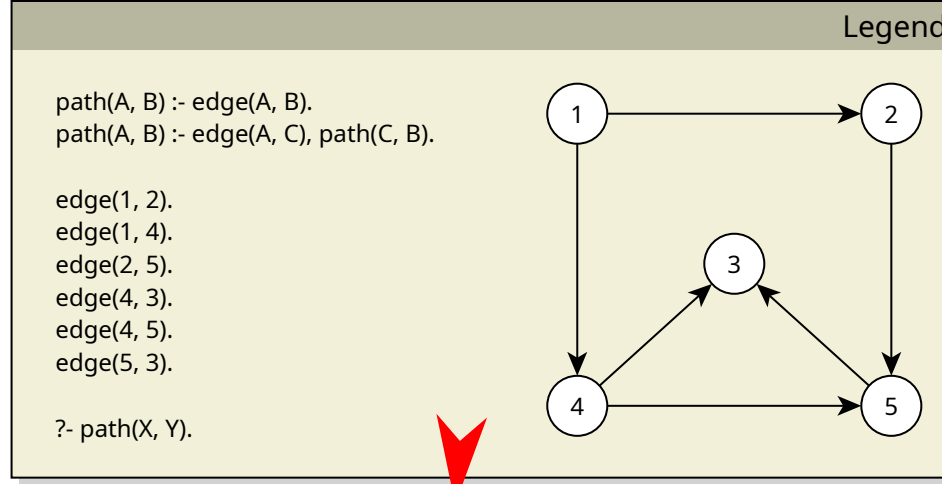 Legend
path(A, B) :- edge(A, B).
path(A, B) :- edge(A, C), path(C, B).
edge(1, 2).
edge(1, 4).
edge(2, 5).
edge(4, 3).
edge(4, 5).
edge(5, 3).
?- path(X, Y).
1
2
3
4
5